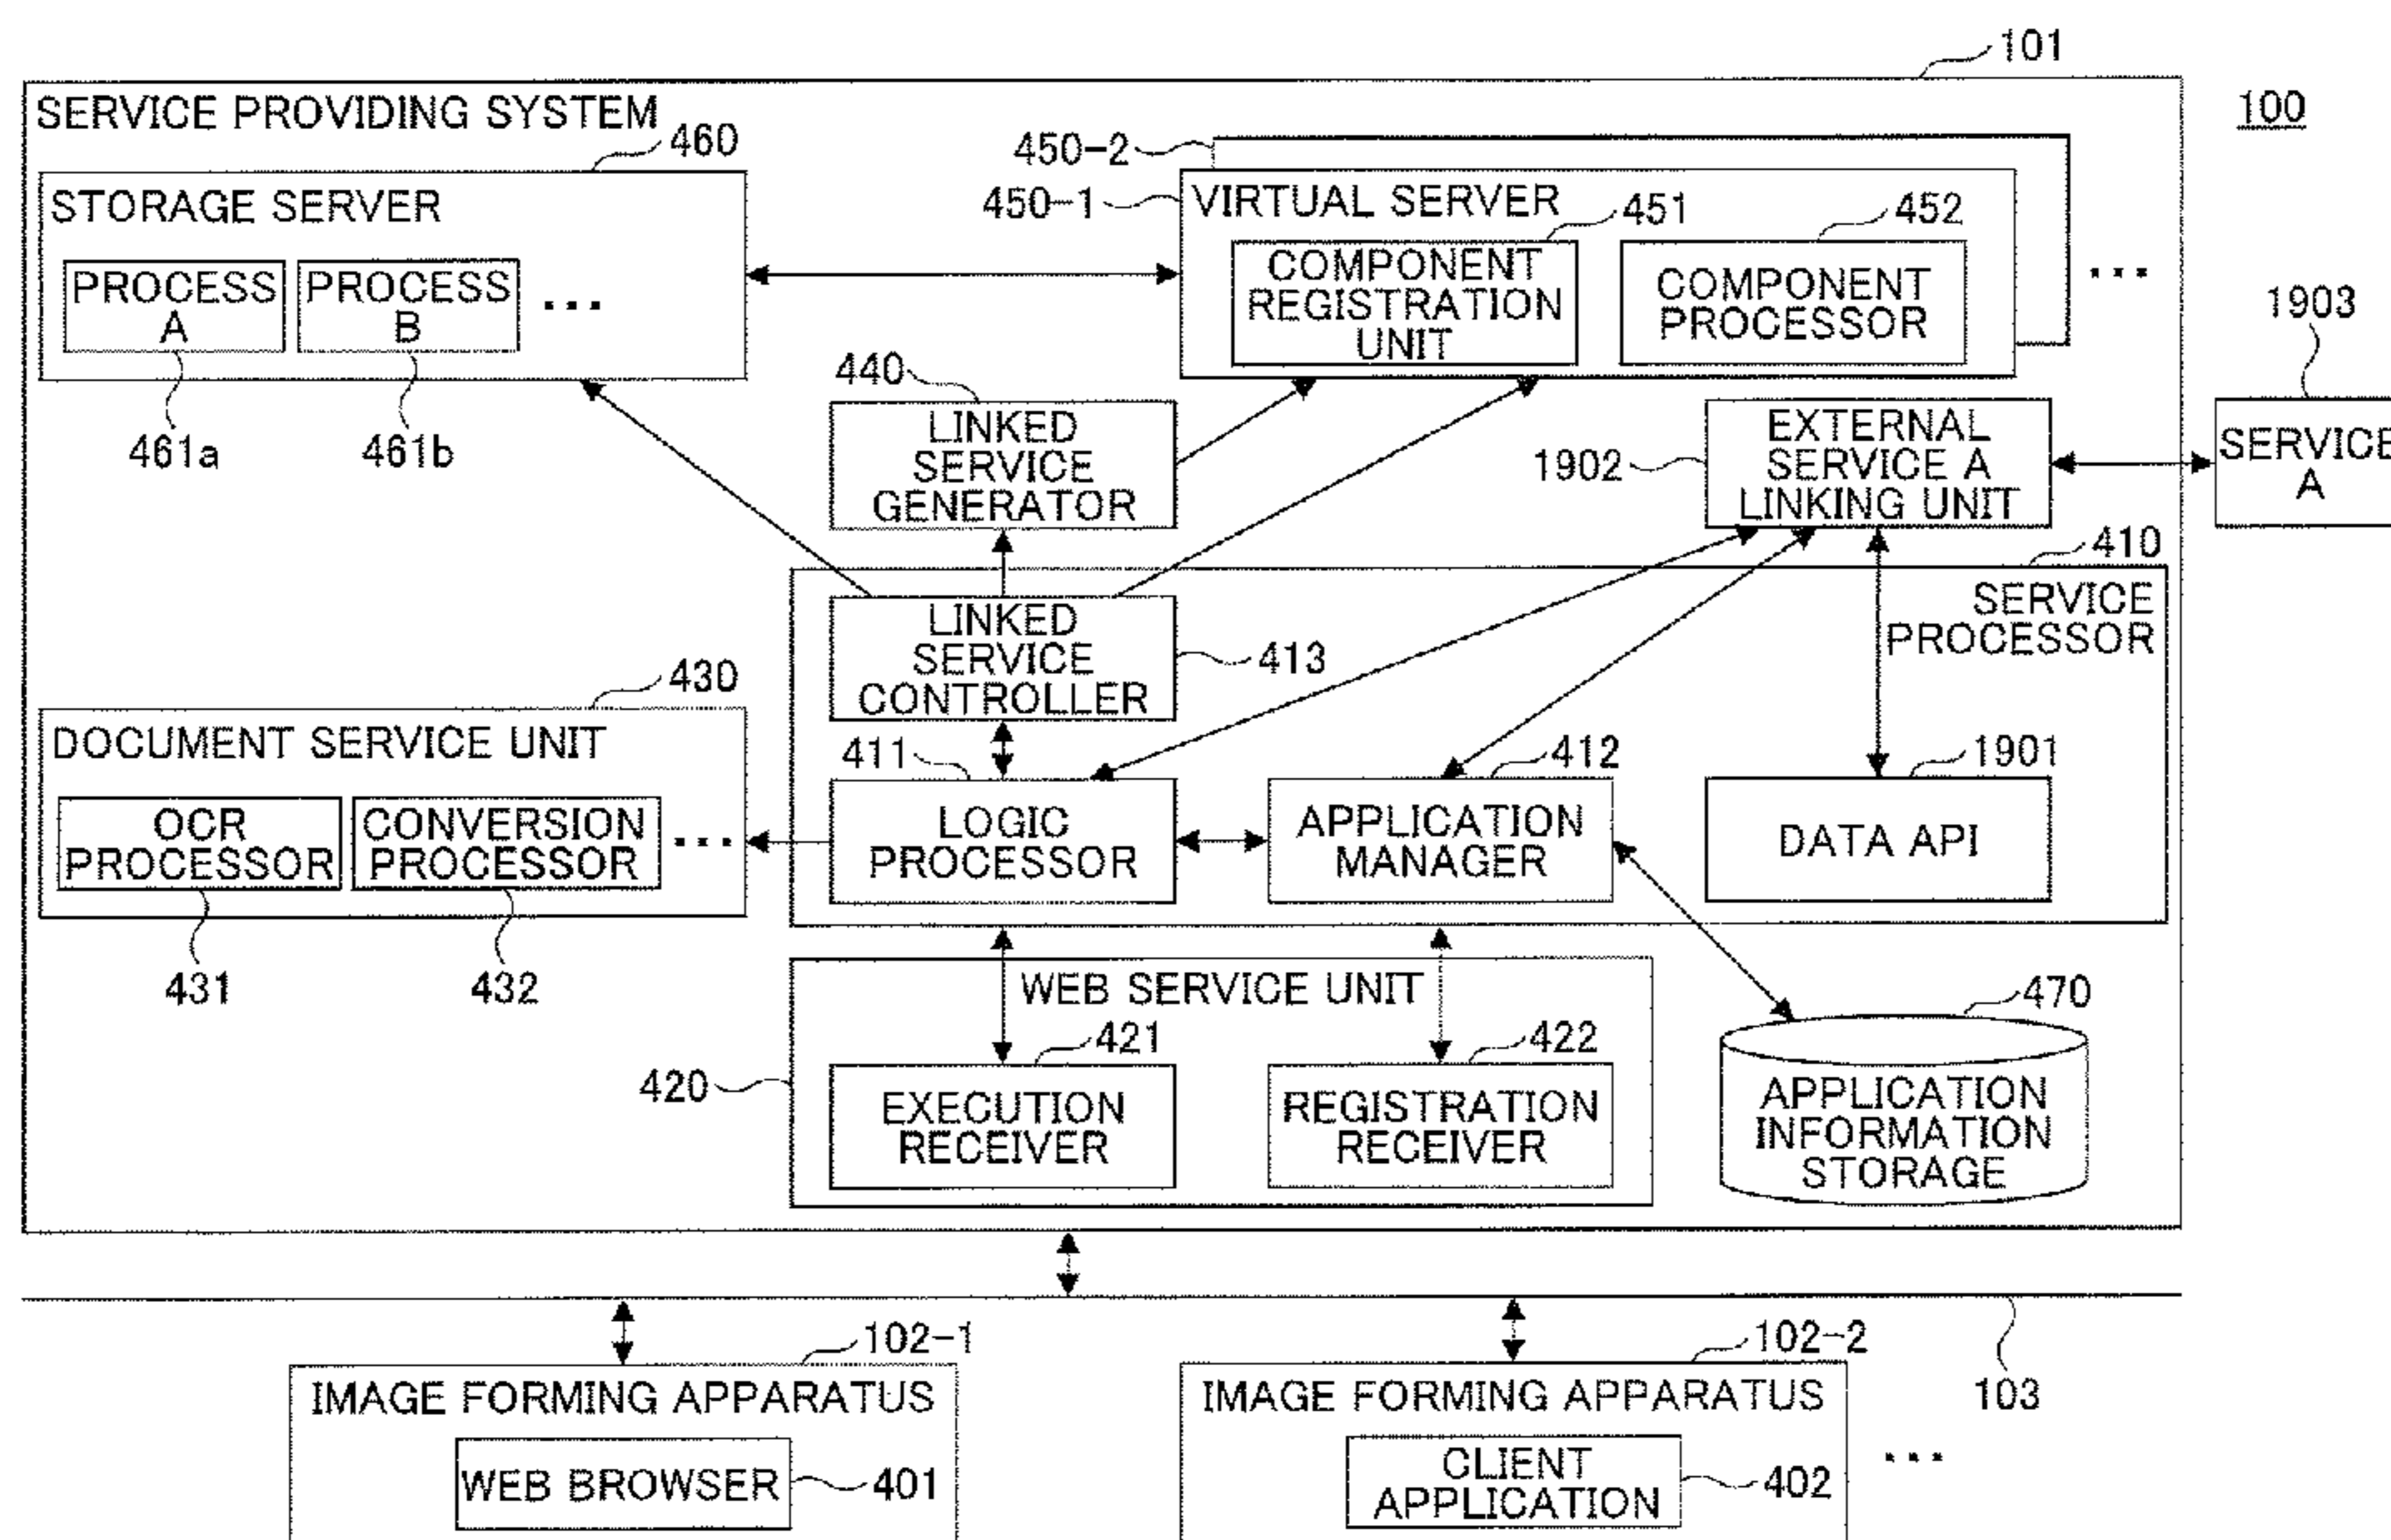 101
100
SERVICE PROVIDING SYSTEM
460
STORAGE SERVER
PROCESS
A
PROCESS
B
...
461a
461b
450-2
450-1
VIRTUAL SERVER
451
452
COMPONENT
REGISTRATION
UNIT
COMPONENT
PROCESSOR
...
1903
SERVICE
A
440
LINKED
SERVICE
GENERATOR
1902
EXTERNAL
SERVICE A
LINKING UNIT
410
SERVICE
PROCESSOR
LINKED
SERVICE
CONTROLLER
413
430
DOCUMENT SERVICE UNIT
OCR
PROCESSOR
CONVERSION
PROCESSOR
...
431
432
411
LOGIC
PROCESSOR
412
APPLICATION
MANAGER
1901
DATA API
WEB SERVICE UNIT
420
421
EXECUTION
RECEIVER
422
REGISTRATION
RECEIVER
470
APPLICATION
INFORMATION
STORAGE
103
102-1
IMAGE FORMING APPARATUS
WEB BROWSER
401
102-2
IMAGE FORMING APPARATUS
CLIENT
APPLICATION
402
...